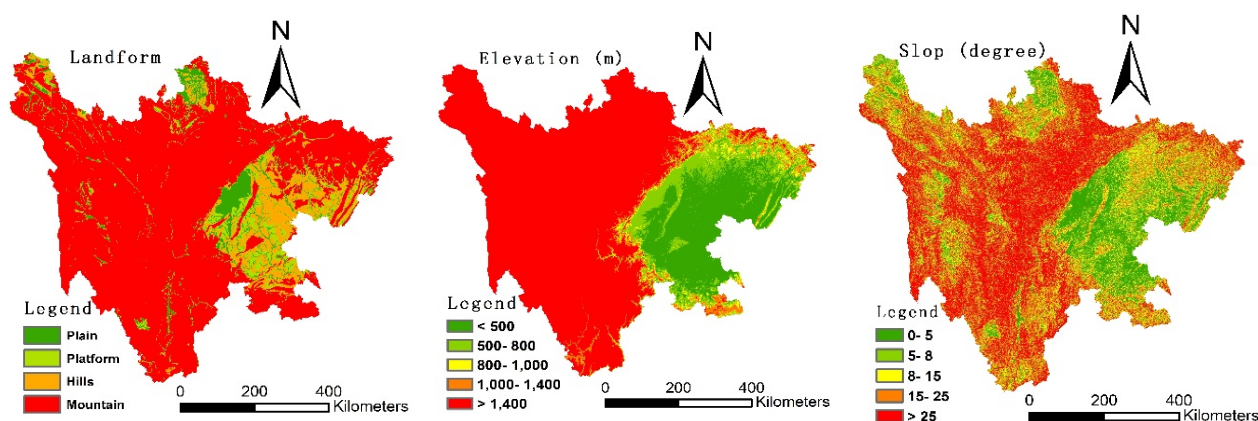 Landform
N
Legend
Plain
Platform
Hills
Mountain
0 200 400
Kilometers
Elevation (m)
N
Legend
< 500
500- 800
800- 1,000
1,000- 1,400
> 1,400
0 200 400
Kilometers
Slop (degree)
N
Legend
0- 5
5- 8
8- 15
15- 25
> 25
0 200 400
Kilometers